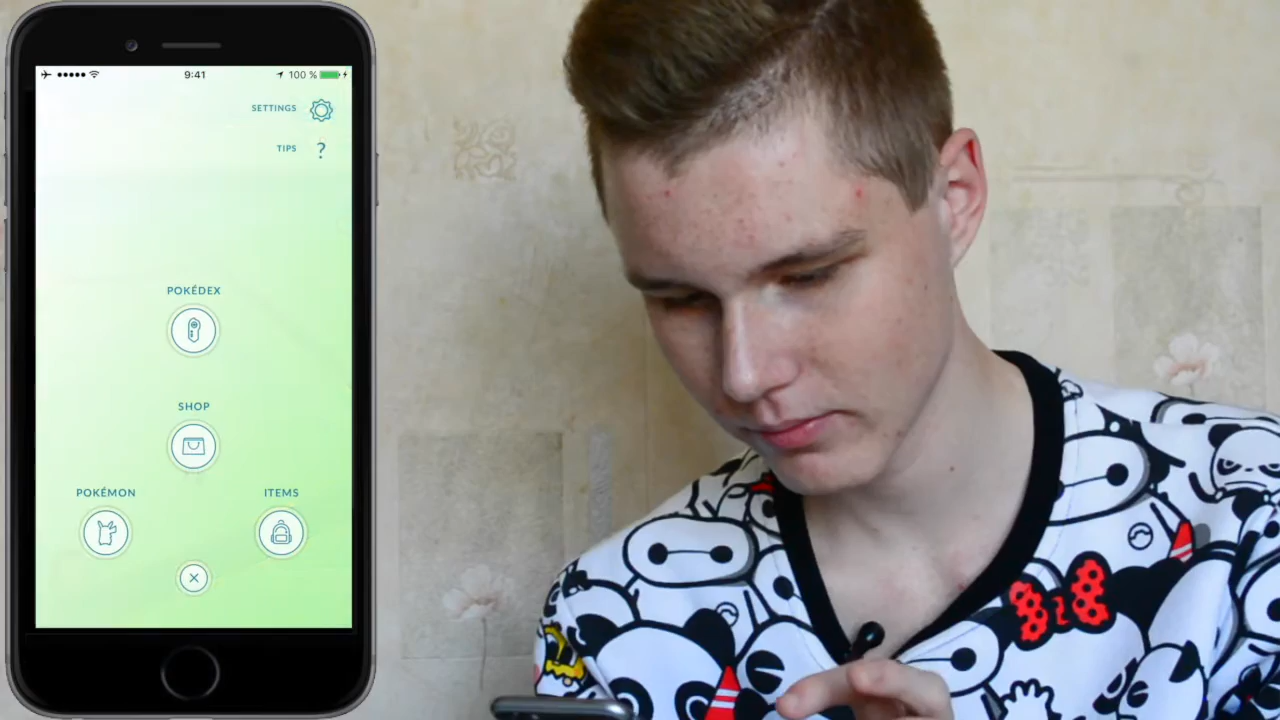 9:41
100 %
SETTINGS
TIPS ?
POKÉDEX
SHOP
POKÉMON
ITEMS